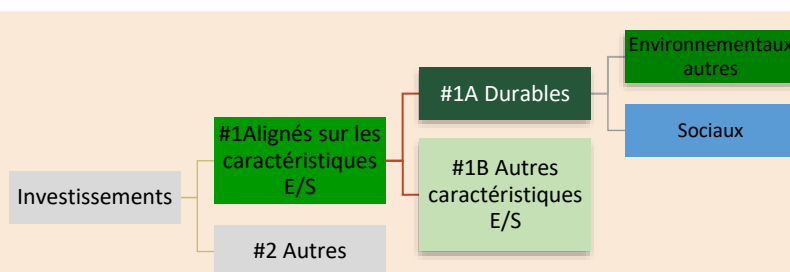 Investissements
#1Alignés sur les
caractéristiques
E/S
#2 Autres
#1A Durables
#1B Autres
caractéristiques
E/S
Environnementaux
autres
Sociaux